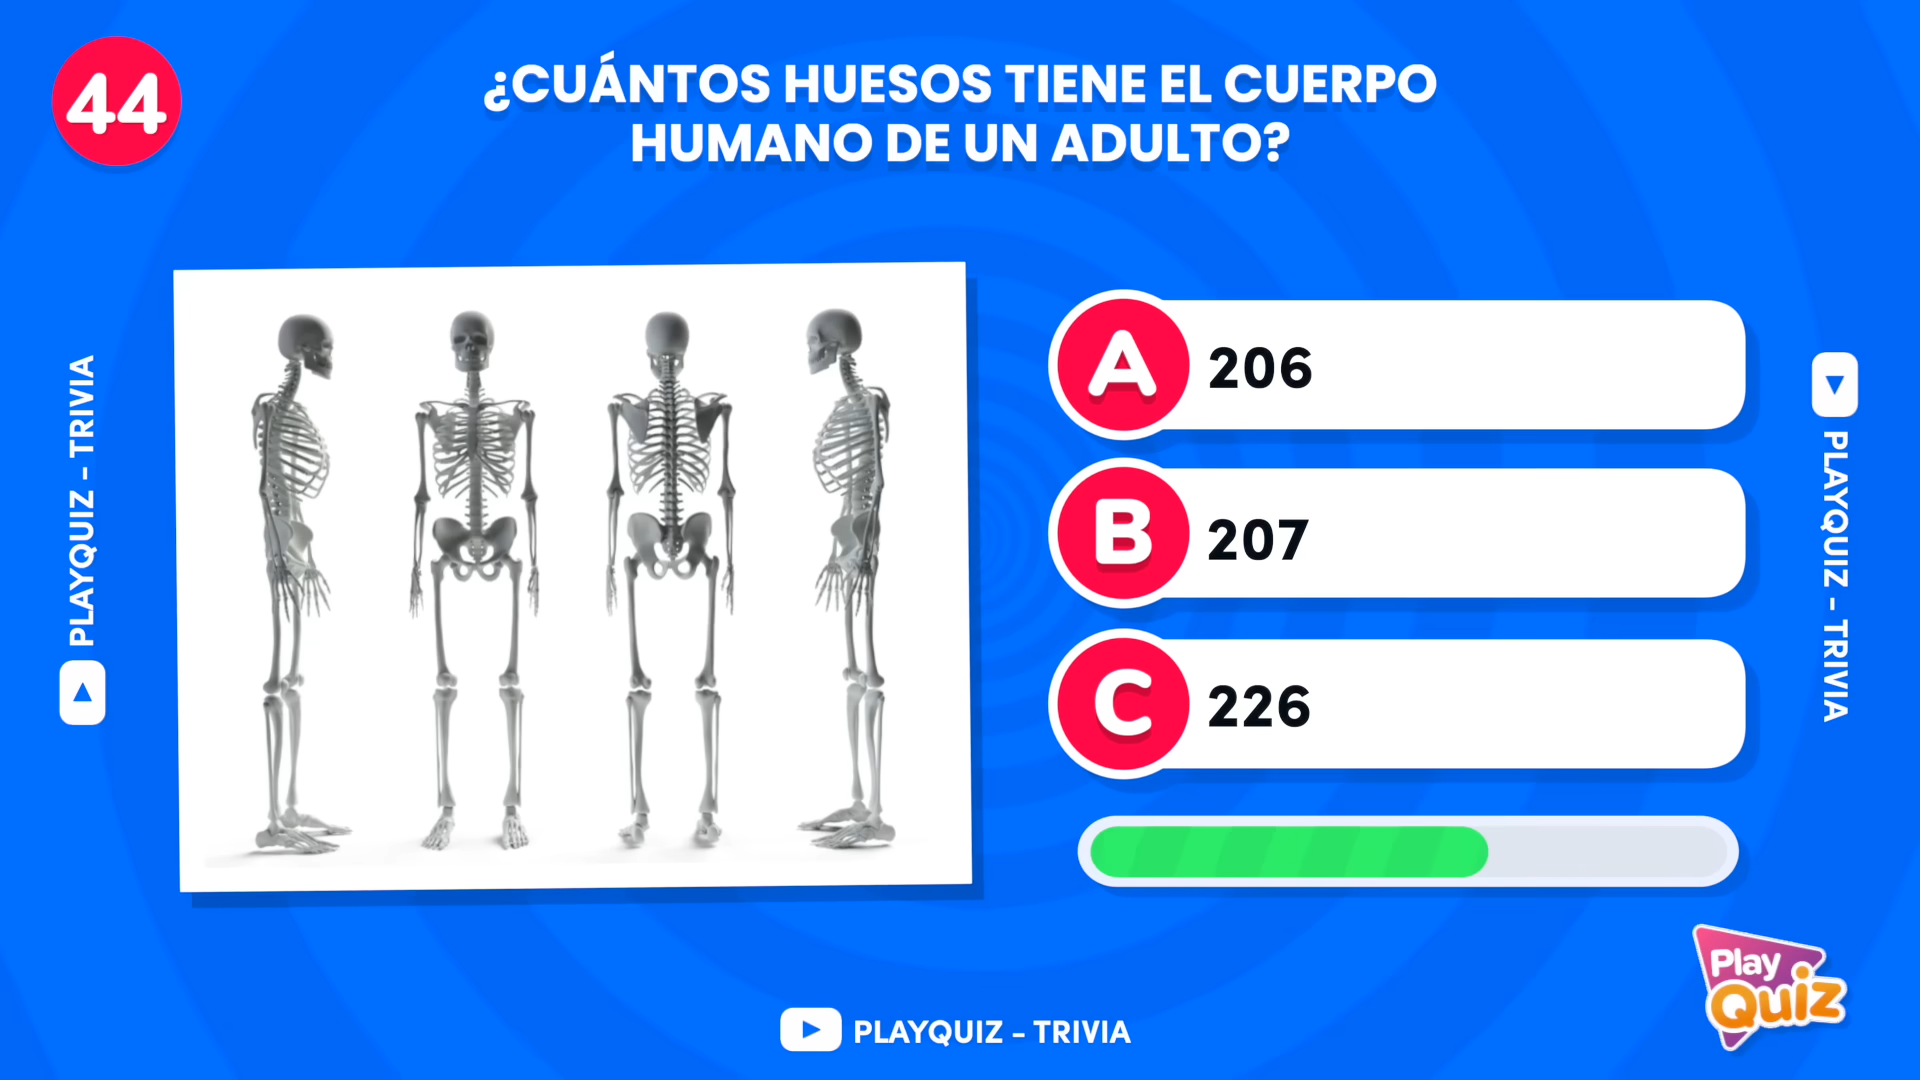 44
¿CUÁNTOS HUESOS TIENE EL CUERPO
HUMANO DE UN ADULTO?
A 206
B 207
C 226
PLAYQUIZ - TRIVIA
PLAYQUIZ - TRIVIA
PLAYQUIZ - TRIVIA
Play
Quiz